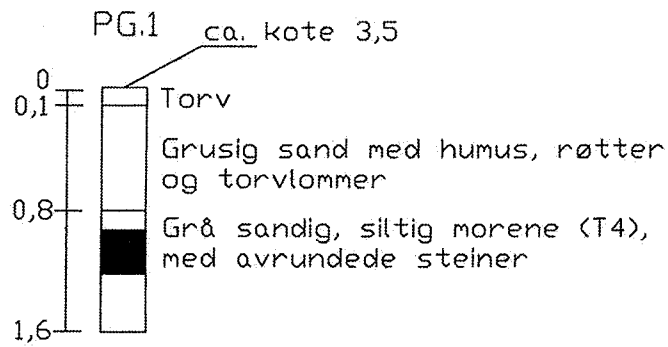 PG.1
ca. kote 3,5
0
0,1
Torv
Grusig sand med humus, røtter
og torvlommer
0,8
Grå sandig, siltig morene (T4),
med avrundede steiner
1,6